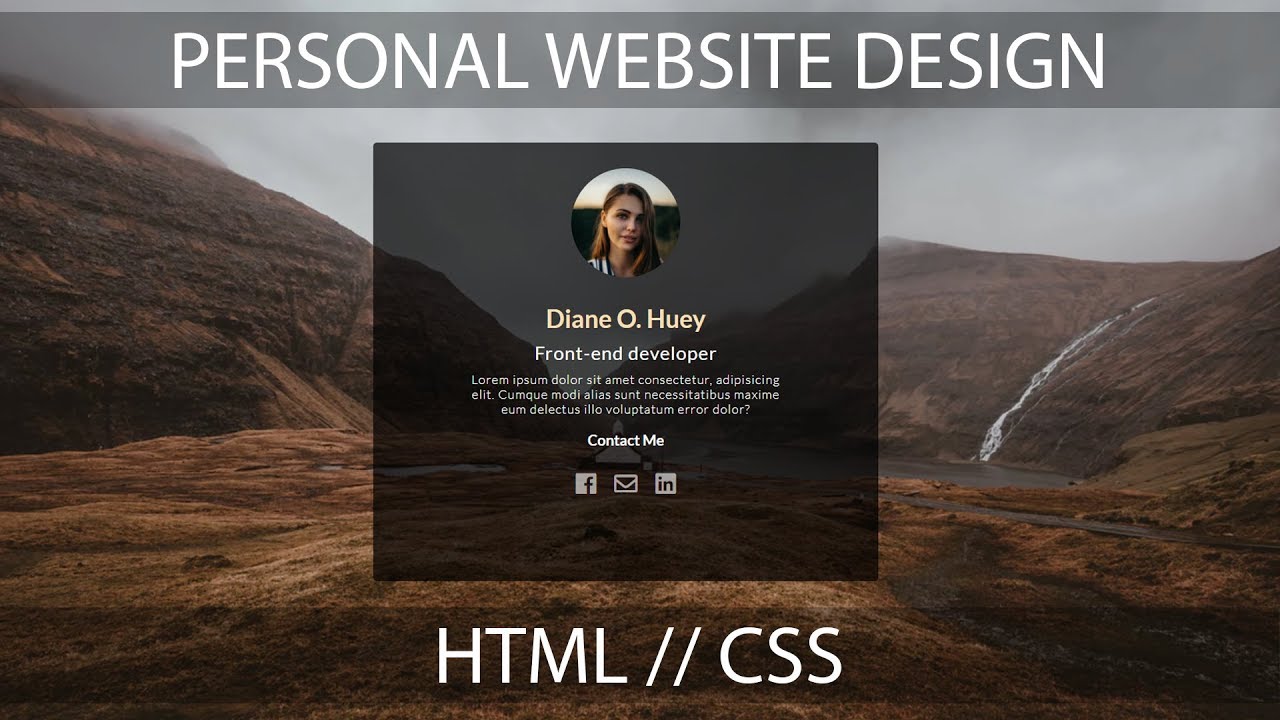 PERSONAL WEBSITE DESIGN
Diane O. Huey
Front-end developer
Lorem ipsum dolor sit amet consectetur, adipisicing
elit. Cumque modi alias sunt necessitatibus maxime
eum delectus illo voluptatum error dolor?
Contact Me
HTML // CSS